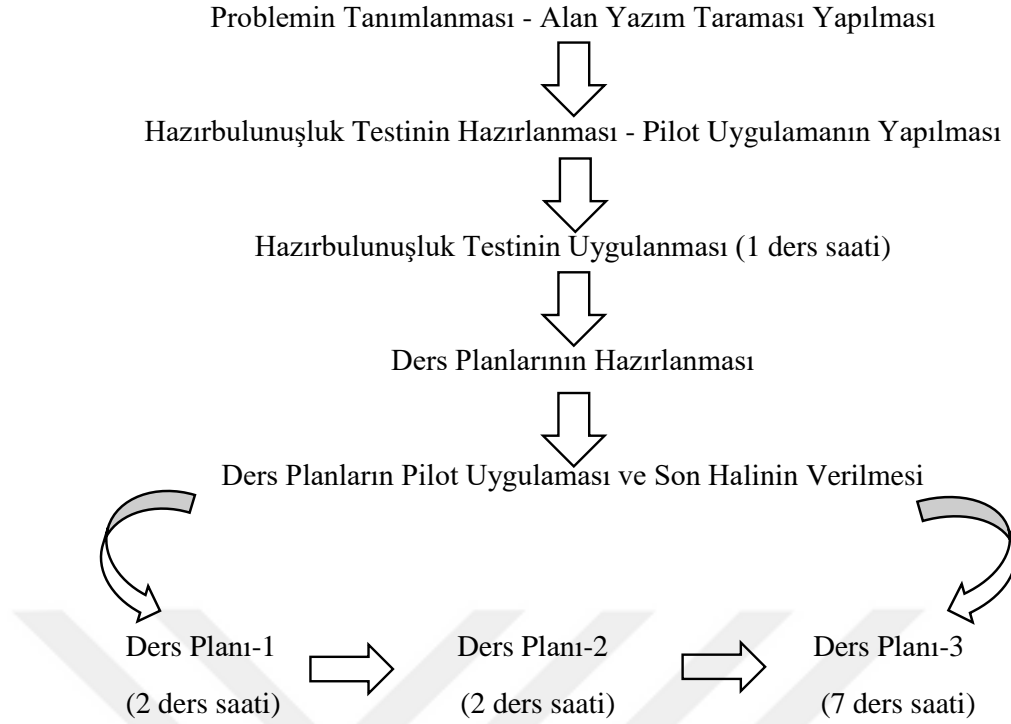 Problemin Tanımlanması - Alan Yazım Taraması Yapılması
Hazırbulunuşluk Testinin Hazırlanması - Pilot Uygulamanın Yapılması
Hazırbulunuşluk Testinin Uygulanması (1 ders saati)
Ders Planlarının Hazırlanması
Ders Planların Pilot Uygulaması ve Son Halinin Verilmesi
Ders Planı-1 Ders Planı-2 Ders Planı-3
(2 ders saati) (2 ders saati) (7 ders saati)